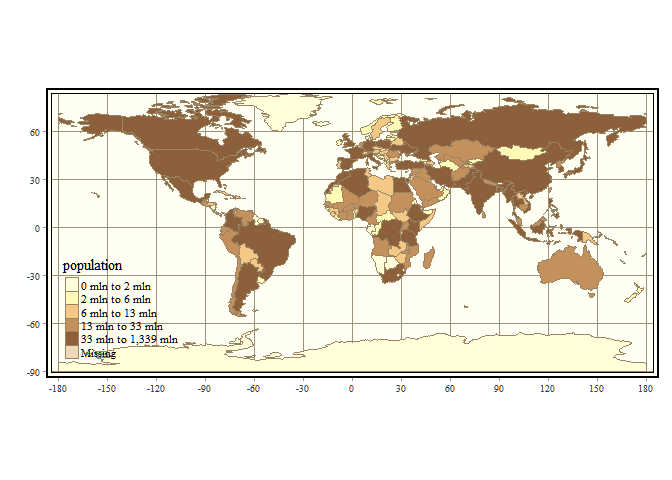 60
30
0
-30
-60
-90
population
0 mln to 2 mln
2 mln to 6 mln
6 mln to 13 mln
13 mln to 33 mln
33 mln to 1,339 mln
Missing
-180 -150 -120 -90 -60 -30 0 30 60 90 120 150 180